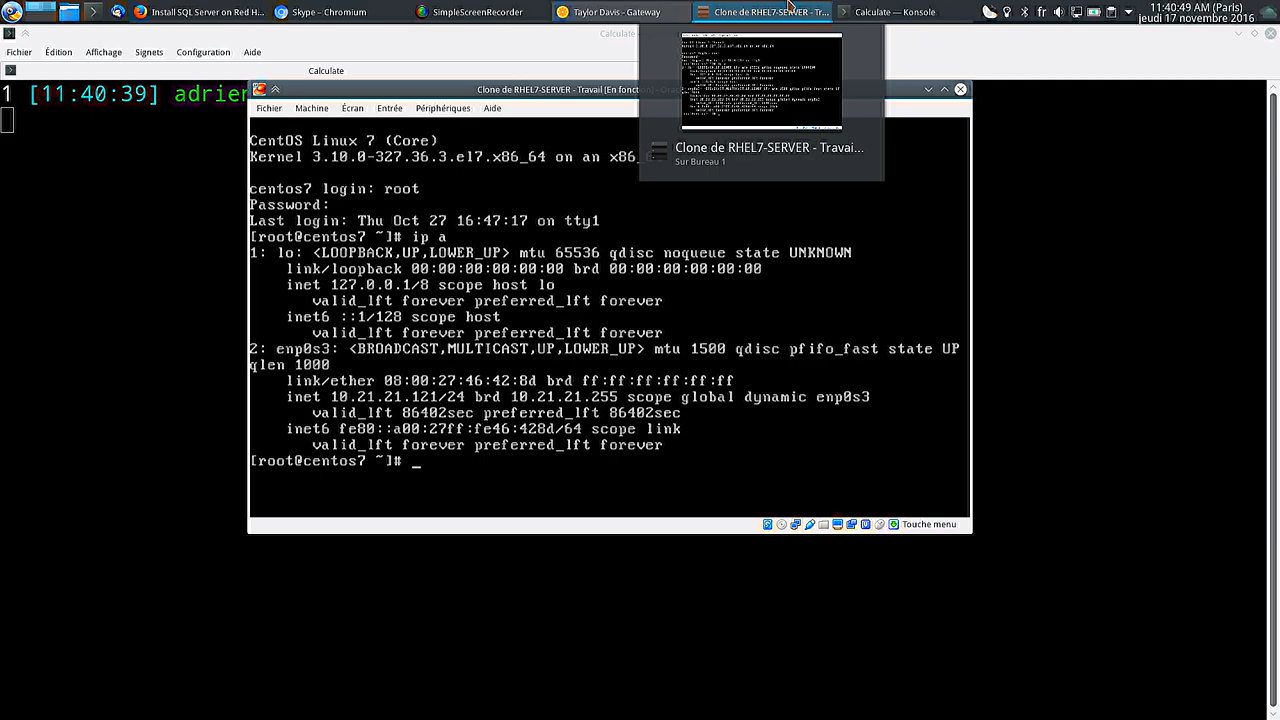 Install SQL Server on Red H...
Skype - Chromium
SimpleScreenRecorder
Taylor Davis - Gateway
Clone de RHEL7-SERVER - Tr...
Calculate — Konsole
fr
11:40:49 AM (Paris)
jeudi 17 novembre 2016
Calculate
Fichier Édition Affichage Signets Configuration Aide
Calculate
1 [11:40:39] adrien
Clone de RHEL7-SERVER - Travail [En fonction] - Orac
Fichier Machine Écran Entrée Périphériques Aide
Clone de RHEL7-SERVER - Travai...
Sur Bureau 1
CentOS Linux 7 (Core)
Kernel 3.10.0-327.36.3.el7.x86_64 on an x86_
centos7 login: root
Password:
Last login: Thu Oct 27 16:47:17 on tty1
[root@centos7 ~]# ip a
1: lo: <LOOPBACK,UP,LOWER_UP> mtu 65536 qdisc noqueue state UNKNOWN
link/loopback 00:00:00:00:00:00 brd 00:00:00:00:00:00
inet 127.0.0.1/8 scope host lo
valid_lft forever preferred_lft forever
inet6 ::1/128 scope host
valid_lft forever preferred_lft forever
2: enp0s3: <BROADCAST,MULTICAST,UP,LOWER_UP> mtu 1500 qdisc pfifo_fast state UP
qlen 1000
link/ether 08:00:27:46:42:8d brd ff:ff:ff:ff:ff:ff
inet 10.21.21.121/24 brd 10.21.21.255 scope global dynamic enp0s3
valid_lft 86402sec preferred_lft 86402sec
inet6 fe80::a00:27ff:fe46:428d/64 scope link
valid_lft forever preferred_lft forever
[root@centos7 ~]# _
Touche menu